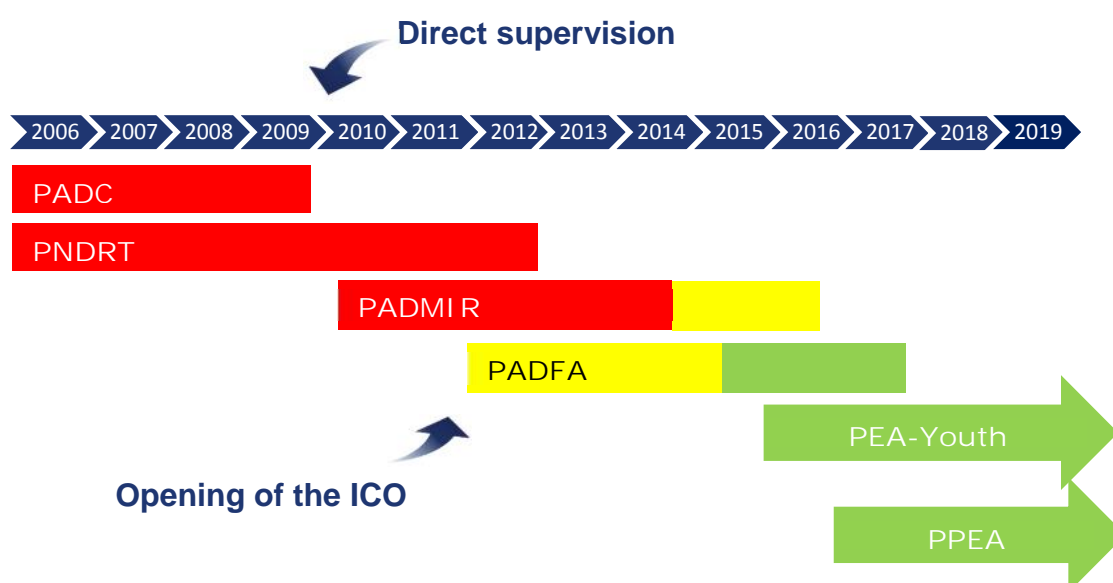 Direct supervision
2006 2007 2008 2009 2010 2011 2012 2013 2014 2015 2016 2017 2018 2019
PADC
PNDRT
PADMIR
PADFA
PEA-Youth
Opening of the ICO
PPEA